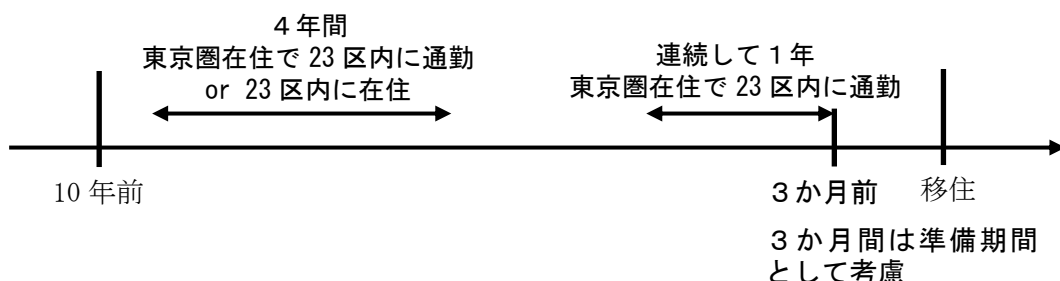 ４年間
東京圏在住で 23 区内に通勤
or 23 区内に在住
連続して１年
東京圏在住で 23 区内に通勤
10 年前
３か月前
移住
３か月間は準備期間
として考慮